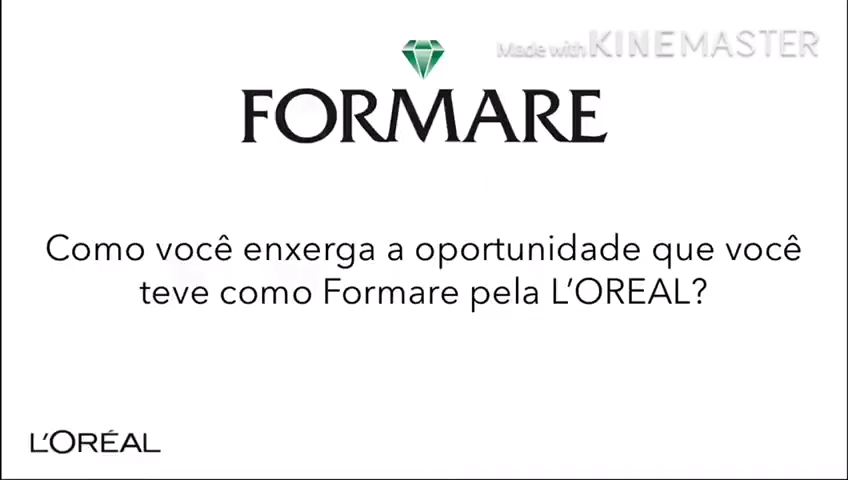 Made with KINEMASTER
FORMARE
Como você enxerga a oportunidade que você
teve como Formare pela L'OREAL?
L'ORÉAL